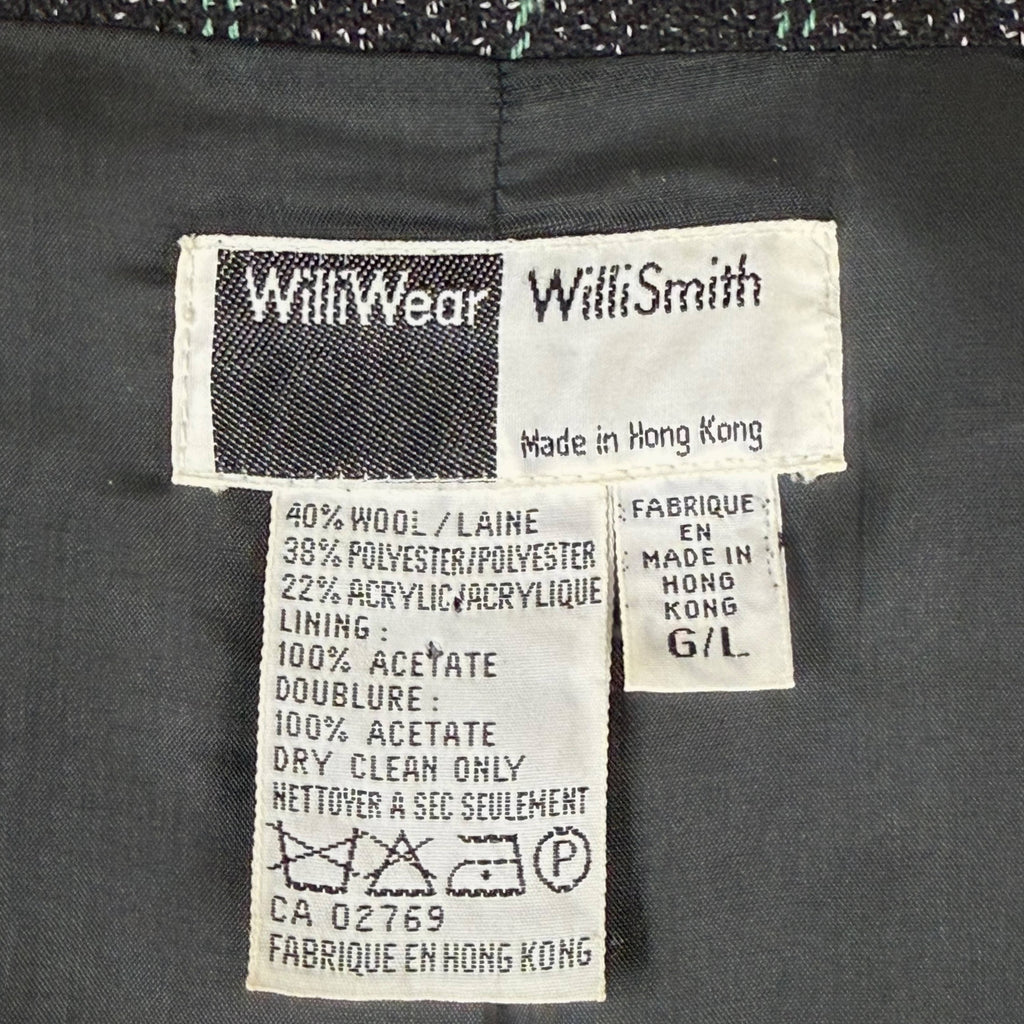 WilliWear
WilliSmith
Made in Hong Kong
40% WOOL / LAINE
38% POLYESTER/POLYESTER
22% ACRYLIC/ACRYLIQUE
LINING :
100% ACETATE
DOUBLURE :
100% ACETATE
DRY CLEAN ONLY
NETTOYER A SEC SEULEMENT
P
CA 02769
FABRIQUE EN HONG KONG
FABRIQUE
EN
MADE IN
HONG
KONG
G/L